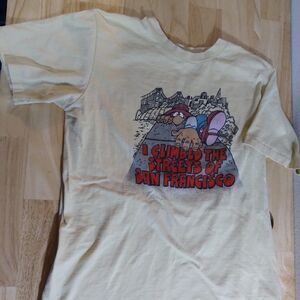 I CLIMBED THE
STREETS OF
SAN FRANCISCO